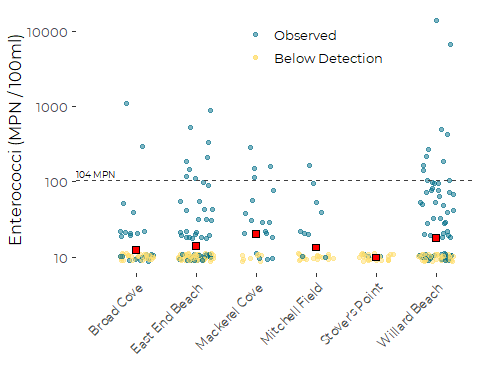 Enterococci (MPN / 100ml)
10000
1000
100
10
104 MPN
Observed
Below Detection
Broad Cove
East End Beach
Mackerel Cove
Mitchell Field
Stover's Point
Willard Beach